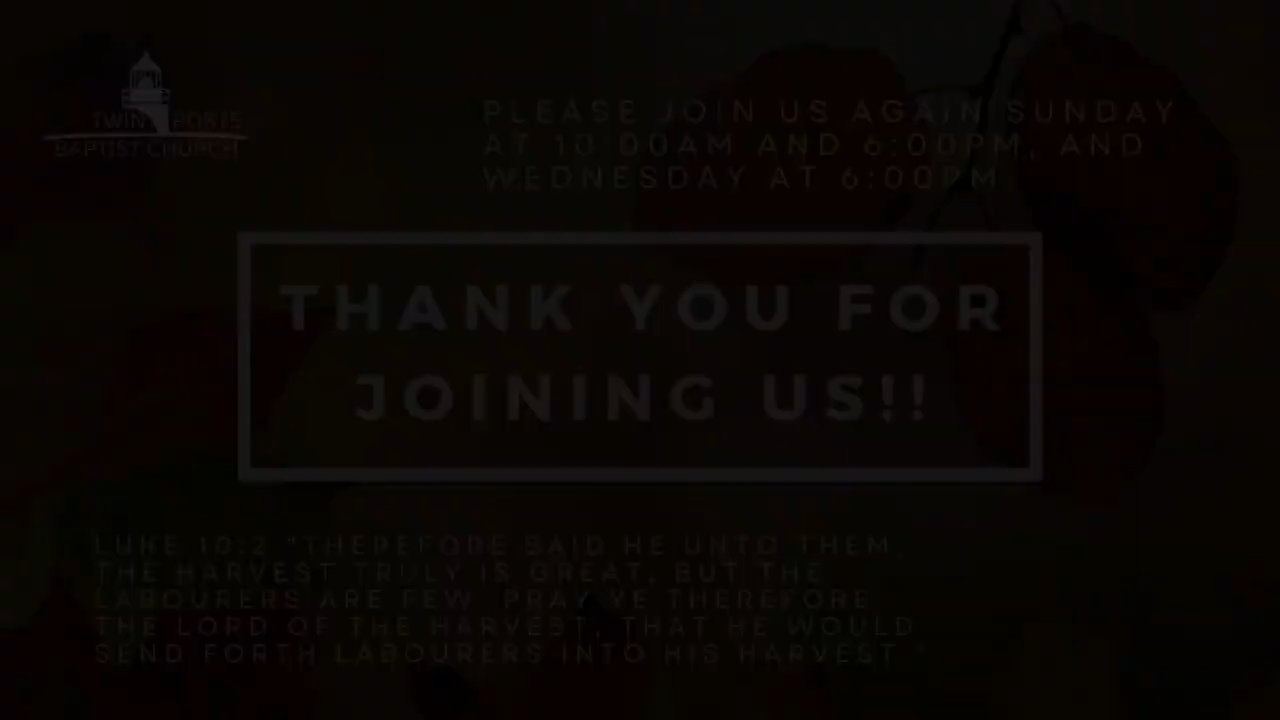 TWIN PORTS
BAPTIST CHURCH
PLEASE JOIN US AGAIN SUNDAY
AT 10:00AM AND 6:00PM, AND
WEDNESDAY AT 6:00PM
THANK YOU FOR
JOINING US!!
LUKE 10:2 "THEREFORE SAID HE UNTO THEM,
THE HARVEST TRULY IS GREAT, BUT THE
LABOURERS ARE FEW: PRAY YE THEREFORE
THE LORD OF THE HARVEST, THAT HE WOULD
SEND FORTH LABOURERS INTO HIS HARVEST."